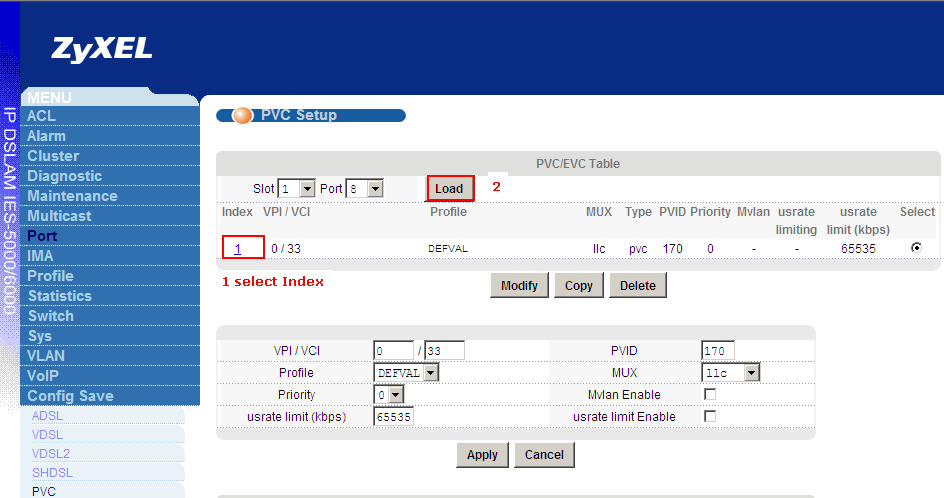 ZyXEL
IP DSLAM IES-5000/6000
MENU
ACL
Alarm
Cluster
Diagnostic
Maintenance
Multicast
Port
IMA
Profile
Statistics
Switch
Sys
VLAN
VoIP
Config Save
ADSL
VDSL
VDSL2
SHDSL
PVC
PVC Setup
PVC/EVC Table
Slot 1 Port 8 Load 2
Index VPI / VCI Profile MUX Type PVID Priority Mvlan usrate limiting usrate limit (kbps) Select
1 0 / 33 DEFVAL llc pvc 170 0 - - 65535
1 select Index
Modify Copy Delete
VPI / VCI 0 / 33 PVID 170
Profile DEFVAL MUX llc
Priority 0 Mvlan Enable
usrate limit (kbps) 65535 usrate limit Enable
Apply Cancel